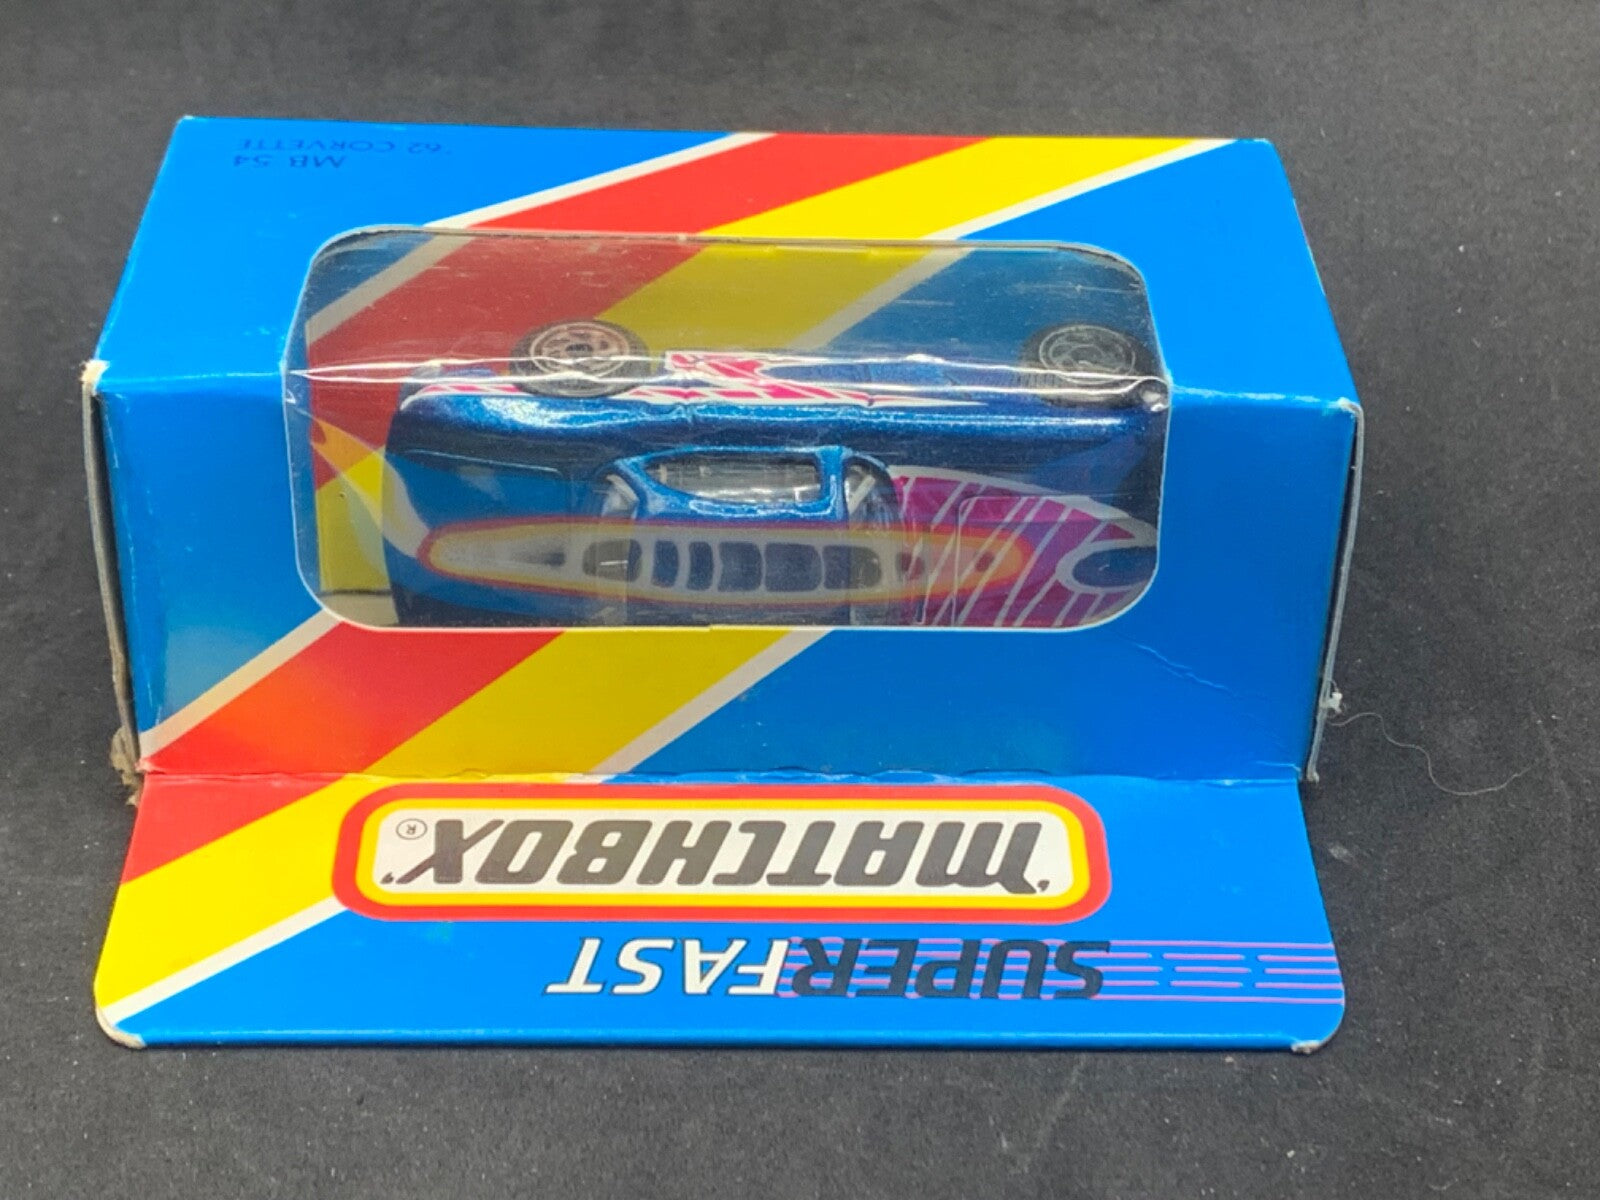 SUPERFAST
"MATCHBOX"®
MB 54
'62 CORVETTE